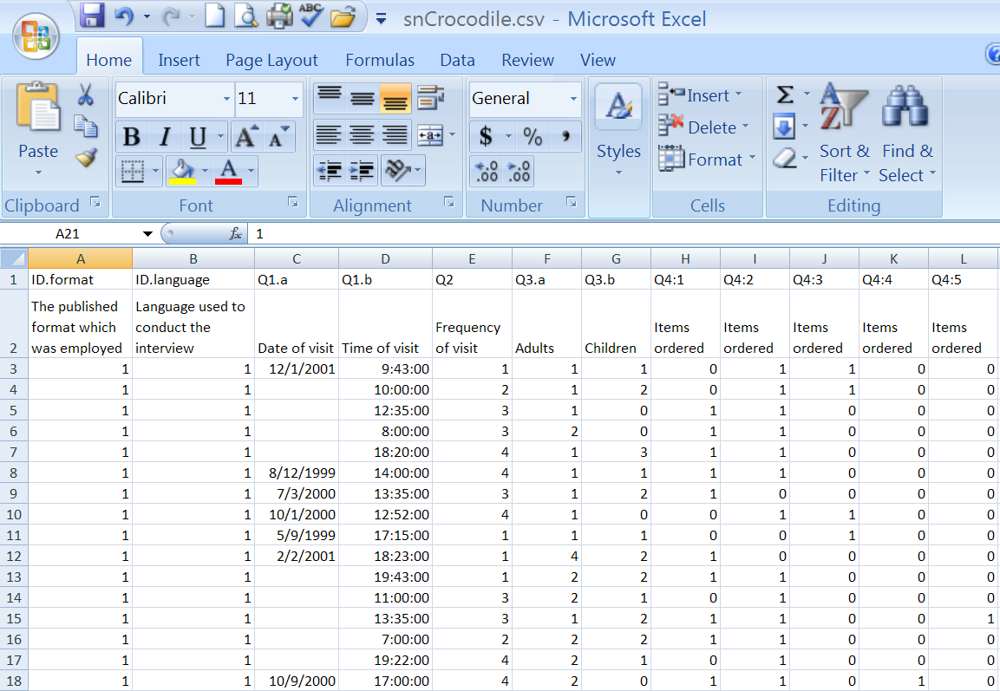 snCrocodile.csv - Microsoft Excel
Home Insert Page Layout Formulas Data Review View
Calibri 11 General Insert
Paste Styles Delete
Format Sort & Filter Find & Select
ABC
B I U A A $ % ,
A .0 .00 .00 .0 Σ A Z
Clipboard Font Alignment Number Cells Editing
A21 fx 1
A B C D E F G H I J K L
1 ID.format ID.language Q1.a Q1.b Q2 Q3.a Q3.b Q4:1 Q4:2 Q4:3 Q4:4 Q4:5
2 The published format which was employed Language used to conduct the interview Date of visit Time of visit Frequency of visit Adults Children Items ordered Items ordered Items ordered Items ordered Items ordered
3 1 1 12/1/2001 9:43:00 1 1 1 0 1 1 0 0
4 1 1 10:00:00 2 1 2 0 1 1 0 0
5 1 1 12:35:00 3 1 0 1 1 0 0 0
6 1 1 8:00:00 3 2 0 1 1 0 0 0
7 1 1 18:20:00 4 1 3 1 1 0 0 0
8 1 1 8/12/1999 14:00:00 4 1 1 1 1 0 0 0
9 1 1 7/3/2000 13:35:00 3 1 2 1 0 0 0 0
10 1 1 10/1/2000 12:52:00 4 1 0 0 1 1 0 0
11 1 1 5/9/1999 17:15:00 1 1 1 0 0 1 0 0
12 1 1 2/2/2001 18:23:00 1 4 2 1 0 0 0 0
13 1 1 19:43:00 1 2 2 1 1 0 0 0
14 1 1 11:00:00 3 2 1 0 1 0 0 0
15 1 1 13:35:00 3 1 2 1 1 0 0 1
16 1 1 7:00:00 2 2 2 1 1 0 0 0
17 1 1 19:22:00 4 2 1 0 1 0 0 0
18 1 1 10/9/2000 17:00:00 4 2 0 1 1 0 1 0